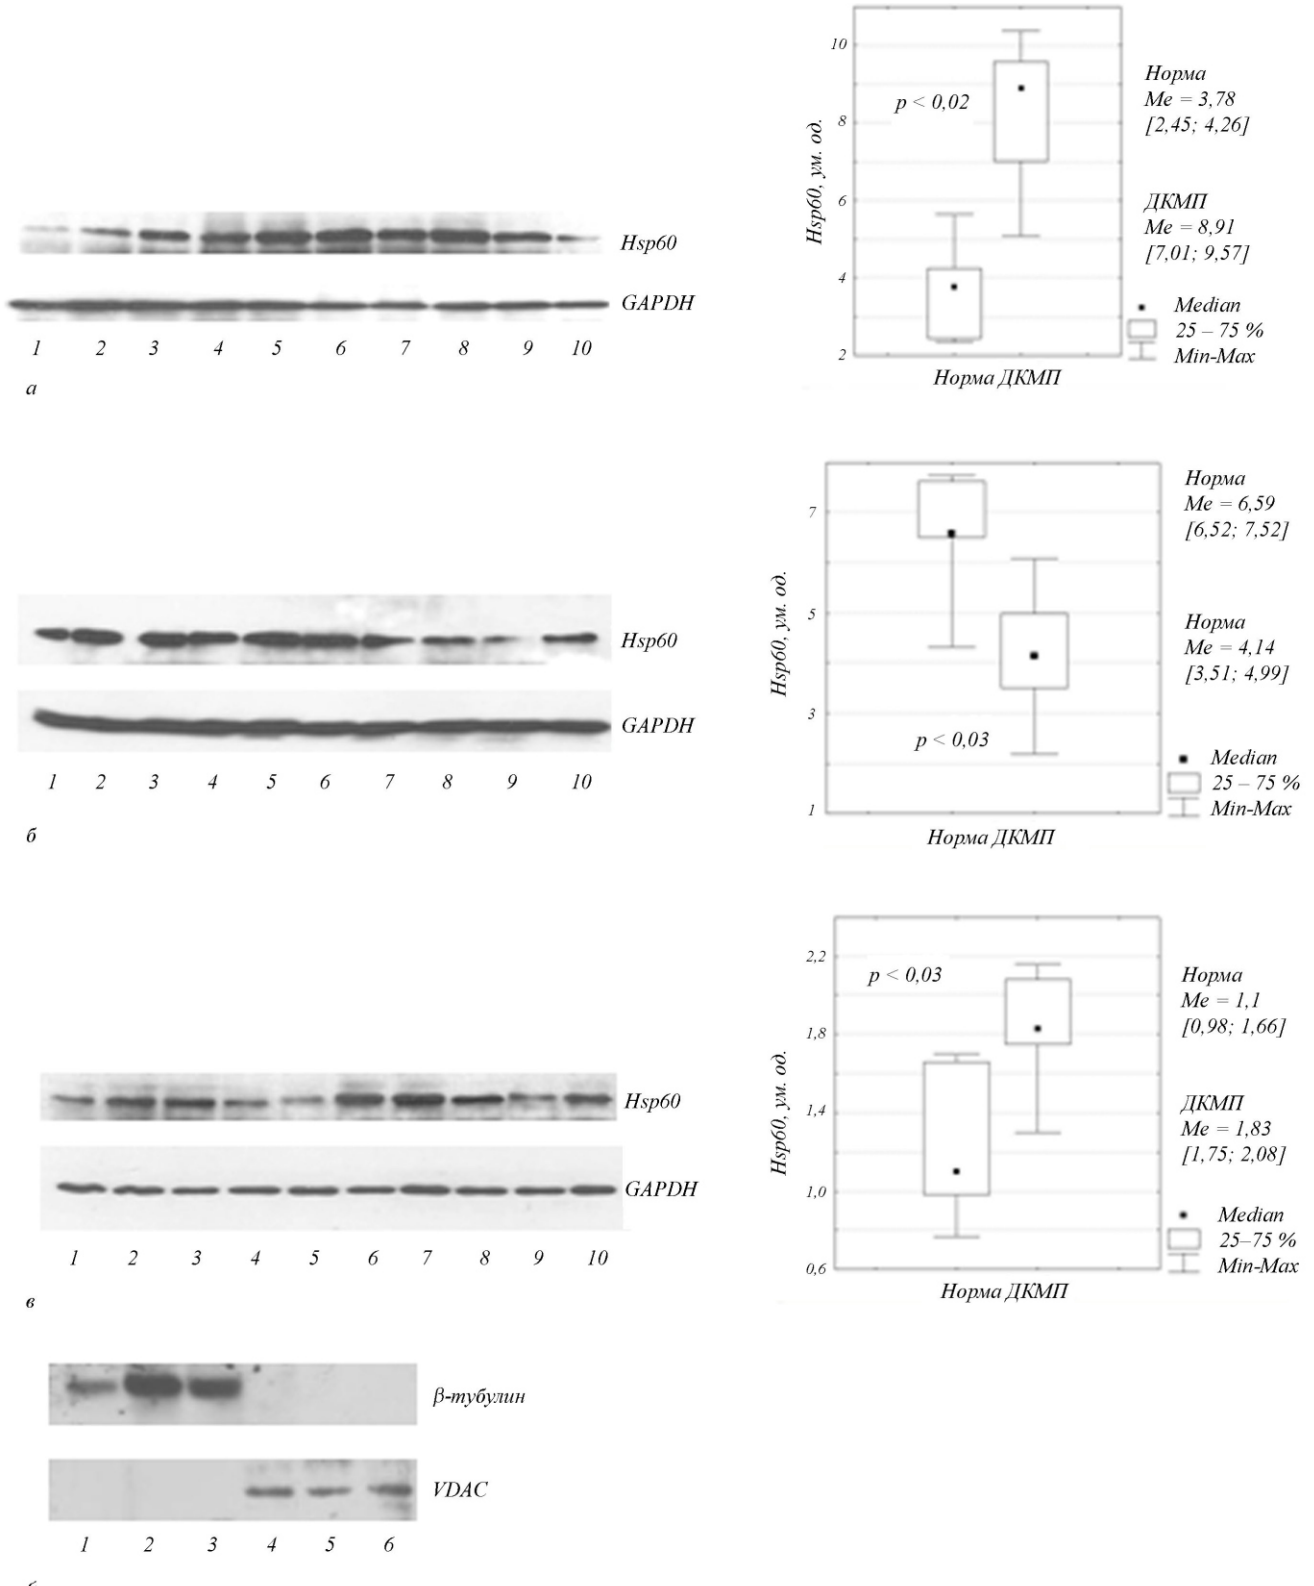 10
8
6
4
2
Hsp60, ум. од.
p < 0,02
Норма
Me = 3,78
[2,45; 4,26]
ДКМП
Me = 8,91
[7,01; 9,57]
Median
25 – 75 %
Min-Max
Норма ДКМП
Hsp60
GAPDH
1 2 3 4 5 6 7 8 9 10
а
7
5
3
1
Hsp60, ум. од.
p < 0,03
Норма
Me = 6,59
[6,52; 7,52]
Норма
Me = 4,14
[3,51; 4,99]
Median
25 – 75 %
Min-Max
Норма ДКМП
Hsp60
GAPDH
1 2 3 4 5 6 7 8 9 10
б
2,2
1,8
1,4
1,0
0,6
Hsp60, ум. од.
p < 0,03
Норма
Me = 1,1
[0,98; 1,66]
ДКМП
Me = 1,83
[1,75; 2,08]
Median
25–75 %
Min-Max
Норма ДКМП
Hsp60
GAPDH
1 2 3 4 5 6 7 8 9 10
в
β-тубулин
VDAC
1 2 3 4 5 6